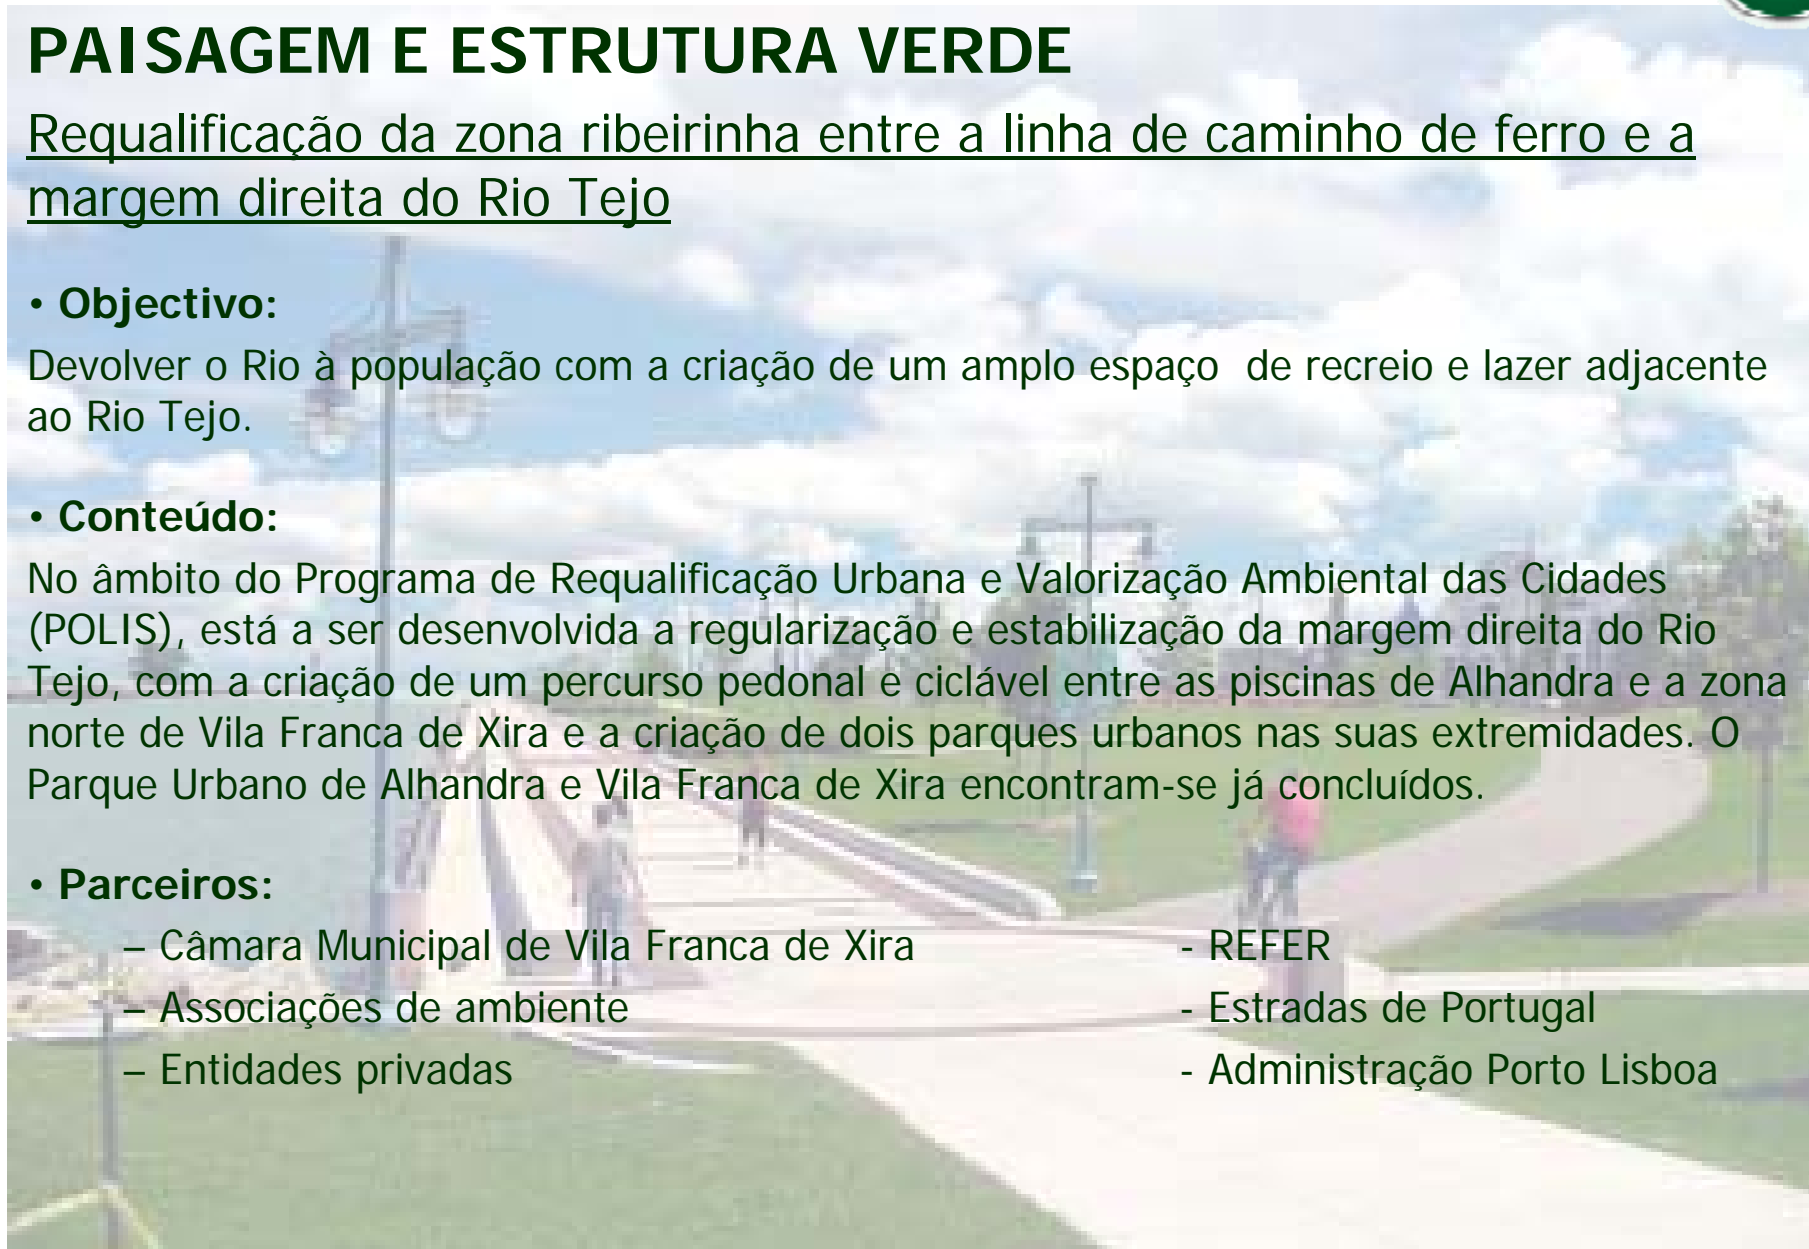 PAISAGEM E ESTRUTURA VERDE
Requalificação da zona ribeirinha entre a linha de caminho de ferro e a
margem direita do Rio Tejo
• Objectivo:
Devolver o Rio à população com a criação de um amplo espaço  de recreio e lazer adjacente
ao Rio Tejo.
• Conteúdo:
No âmbito do Programa de Requalificação Urbana e Valorização Ambiental das Cidades
(POLIS), está a ser desenvolvida a regularização e estabilização da margem direita do Rio
Tejo, com a criação de um percurso pedonal e ciclável entre as piscinas de Alhandra e a zona
norte de Vila Franca de Xira e a criação de dois parques urbanos nas suas extremidades. O
Parque Urbano de Alhandra e Vila Franca de Xira encontram-se já concluídos.
• Parceiros:
– Câmara Municipal de Vila Franca de Xira - REFER
– Associações de ambiente - Estradas de Portugal
– Entidades privadas - Administração Porto Lisboa